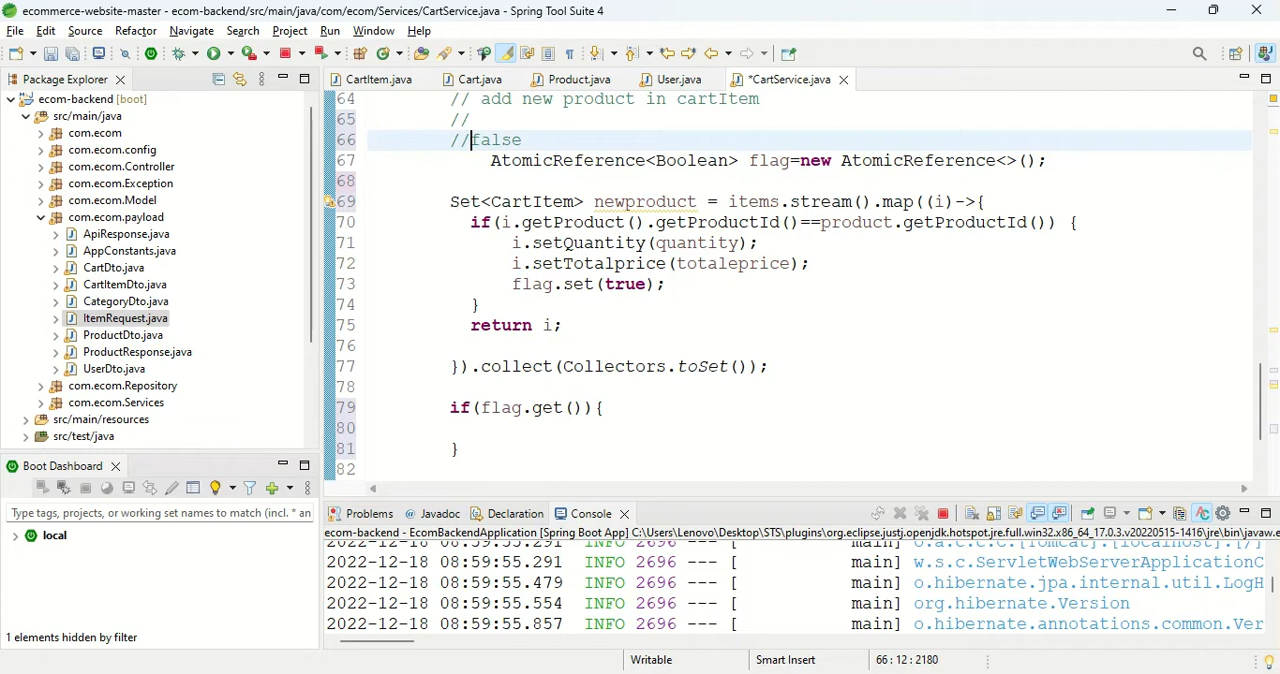 ecommerce-website-master - ecom-backend/src/main/java/com/ecom/Services/CartService.java - Spring Tool Suite 4
File Edit Source Refactor Navigate Search Project Run Window Help
Package Explorer
CartItem.java Cart.java Product.java User.java *CartService.java
ecom-backend [boot]
src/main/java
com.ecom
com.ecom.config
com.ecom.Controller
com.ecom.Exception
com.ecom.Model
com.ecom.payload
ApiResponse.java
AppConstants.java
CartDto.java
CartItemDto.java
CategoryDto.java
ItemRequest.java
ProductDto.java
ProductResponse.java
UserDto.java
com.ecom.Repository
com.ecom.Services
src/main/resources
src/test/java
64 // add new product in cartItem
65 //
66 //false
67 AtomicReference<Boolean> flag=new AtomicReference<>();
68
69 Set<CartItem> newproduct = items.stream().map((i)->{
70 if(i.getProduct().getProductId()==product.getProductId()) {
71 i.setQuantity(quantity);
72 i.setTotalprice(totaleprice);
73 flag.set(true);
74 }
75 return i;
76
77 }).collect(Collectors.toSet());
78
79 if(flag.get()){
80
81 }
82
Boot Dashboard
Type tags, projects, or working set names to match (incl. * an
local
1 elements hidden by filter
Problems Javadoc Declaration Console
ecom-backend - EcomBackendApplication [Spring Boot App] C:\Users\Lenovo\Desktop\STS\plugins\org.eclipse.justj.openjdk.hotspot.jre.full.win32.x86_64_17.0.3.v20220515-1416\jre\bin\javaw.e
2022-12-18 08:59:55.291 INFO 2696 --- [ main] o.a.c.c.C.[Tomcat].[localhost].[/]
2022-12-18 08:59:55.291 INFO 2696 --- [ main] w.s.c.ServletWebServerApplicationC
2022-12-18 08:59:55.479 INFO 2696 --- [ main] o.hibernate.jpa.internal.util.LogH
2022-12-18 08:59:55.554 INFO 2696 --- [ main] org.hibernate.Version
2022-12-18 08:59:55.857 INFO 2696 --- [ main] o.hibernate.annotations.common.Ver
Writable Smart Insert 66 : 12 : 2180